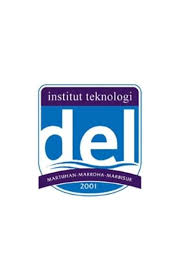 institut teknologi
del
MARTUHAN-MARROHA-MARBISUK
2001